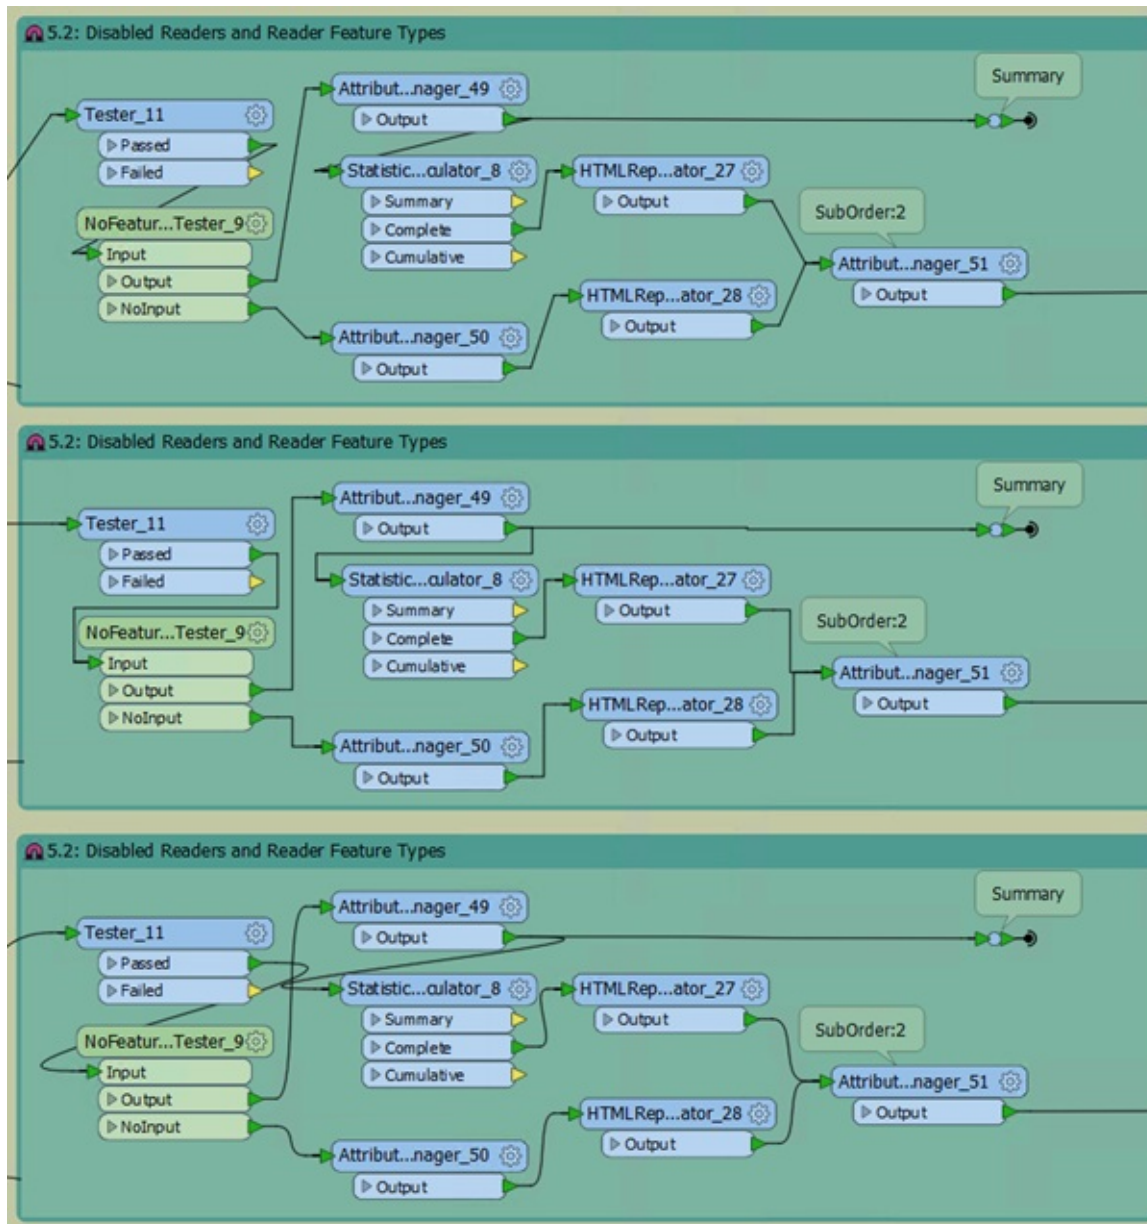 5.2: Disabled Readers and Reader Feature Types
Summary
Attribut...nager_49
Output
Tester_11
Passed
Failed
Statistic...culator_8
Summary
Complete
Cumulative
HTMLRep...ator_27
Output
NoFeatur...Tester_9
Input
Output
NoInput
SubOrder:2
Attribut...nager_51
Output
HTMLRep...ator_28
Output
Attribut...nager_50
Output
5.2: Disabled Readers and Reader Feature Types
Summary
Attribut...nager_49
Output
Tester_11
Passed
Failed
Statistic...culator_8
Summary
Complete
Cumulative
HTMLRep...ator_27
Output
NoFeatur...Tester_9
Input
Output
NoInput
SubOrder:2
Attribut...nager_51
Output
HTMLRep...ator_28
Output
Attribut...nager_50
Output
5.2: Disabled Readers and Reader Feature Types
Summary
Attribut...nager_49
Output
Tester_11
Passed
Failed
Statistic...culator_8
Summary
Complete
Cumulative
HTMLRep...ator_27
Output
NoFeatur...Tester_9
Input
Output
NoInput
SubOrder:2
Attribut...nager_51
Output
HTMLRep...ator_28
Output
Attribut...nager_50
Output